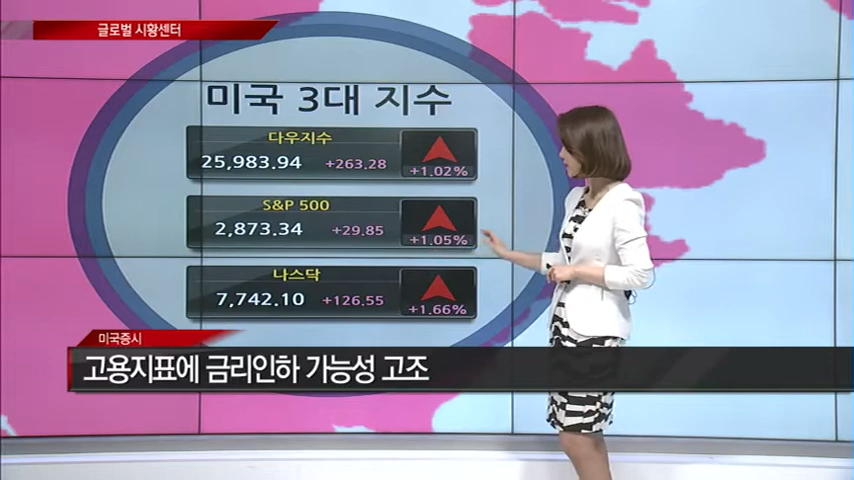 글로벌 시황센터
미국 3대 지수
다우지수
25,983.94 +263.28 +1.02%
S&P 500
2,873.34 +29.85 +1.05%
나스닥
7,742.10 +126.55 +1.66%
미국증시
고용지표에 금리인하 가능성 고조